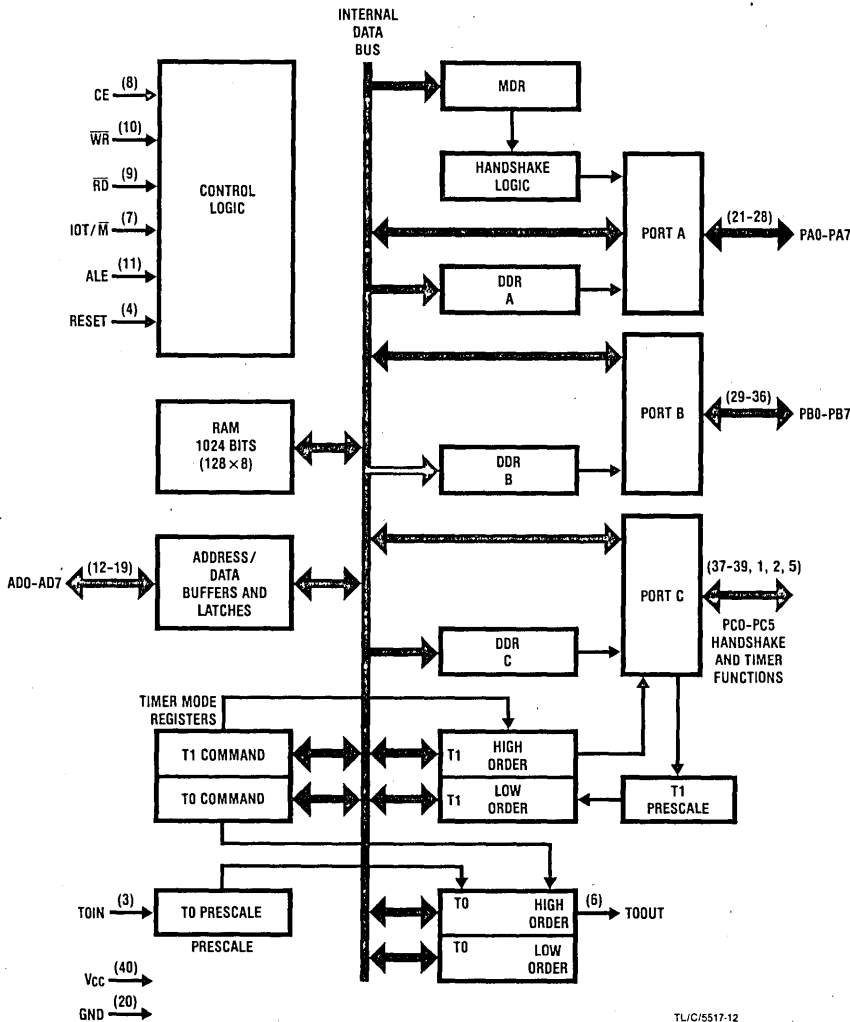 INTERNAL
DATA
BUS
CE (8)
WR (10)
RD (9)
IOT/M (7)
ALE (11)
RESET (4)
CONTROL
LOGIC
MDR
HANDSHAKE
LOGIC
PORT A
(21-28)
PA0-PA7
DDR
A
PORT B
(29-36)
PB0-PB7
RAM
1024 BITS
(128 × 8)
DDR
B
AD0-AD7 (12-19)
ADDRESS/
DATA
BUFFERS AND
LATCHES
PORT C
(37-39, 1, 2, 5)
PC0-PC5
HANDSHAKE
AND TIMER
FUNCTIONS
DDR
C
TIMER MODE
REGISTERS
T1 COMMAND
T0 COMMAND
T1 HIGH
ORDER
T1 LOW
ORDER
T1
PRESCALE
TOIN (3)
T0 PRESCALE
PRESCALE
T0 HIGH
ORDER
T0 LOW
ORDER
(6) TOOUT
VCC (40)
GND (20)
TL/C/5517-12